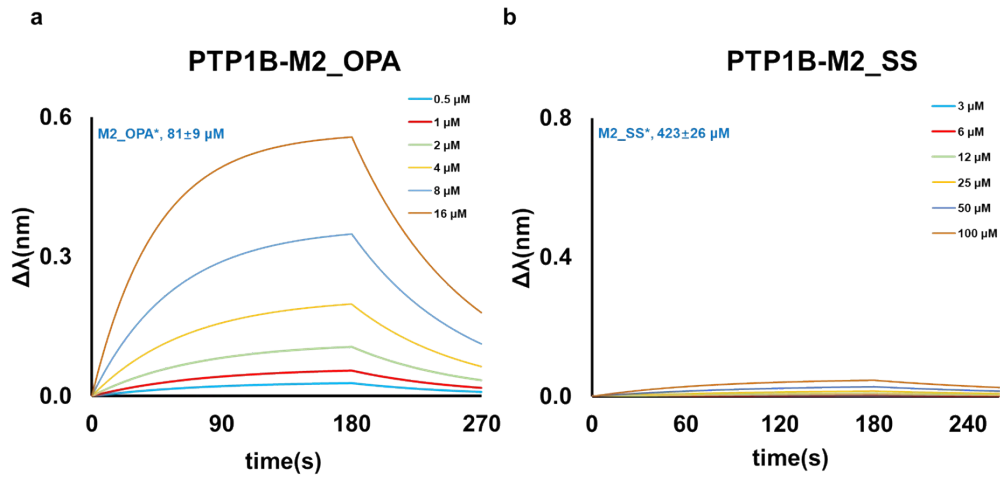 a
PTP1B-M2_OPA
M2_OPA*, 81±9 μM
0.5 μM
1 μM
2 μM
4 μM
8 μM
16 μM
0.6
0.3
0.0
Δλ(nm)
0
90
180
270
time(s)
b
PTP1B-M2_SS
M2_SS*, 423±26 μM
3 μM
6 μM
12 μM
25 μM
50 μM
100 μM
0.8
0.4
0.0
Δλ(nm)
0
60
120
180
240
time(s)